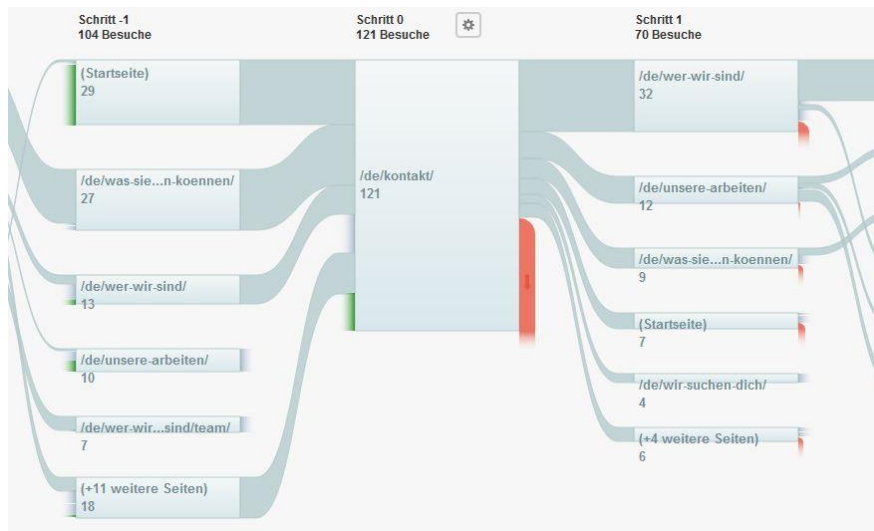 Schritt -1
104 Besuche
Schritt 0
121 Besuche
Schritt 1
70 Besuche
(Startseite)
29
/de/was-sie...n-koennen/
27
/de/wer-wir-sind/
13
/de/unsere-arbeiten/
10
/de/wer-wir...sind/team/
7
(+11 weitere Seiten)
18
/de/kontakt/
121
/de/wer-wir-sind/
32
/de/unsere-arbeiten/
12
/de/was-sie...n-koennen/
9
(Startseite)
7
/de/wir-suchen-dich/
4
(+4 weitere Seiten)
6